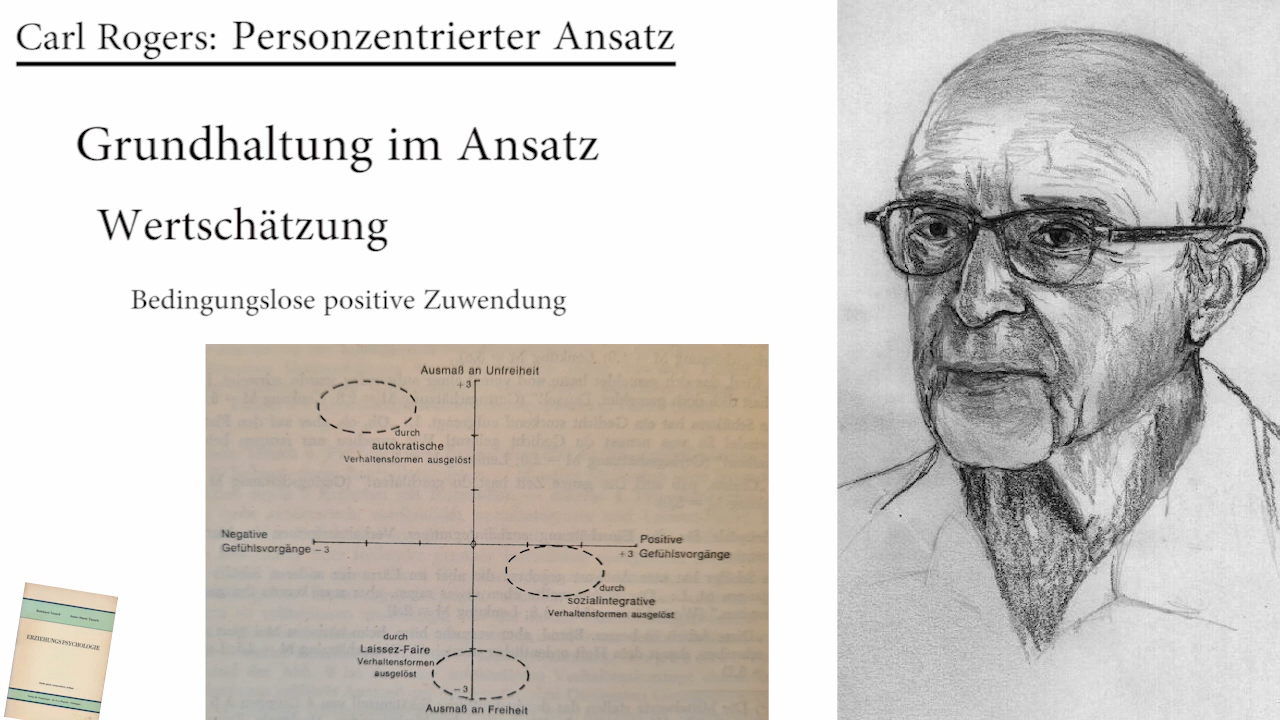 Carl Rogers: Personzentrierter Ansatz
Grundhaltung im Ansatz
Wertschätzung
Bedingungslose positive Zuwendung
Ausmaß an Unfreiheit
+3
durch
autokratische
Verhaltensformen ausgelöst
Negative
Gefühlsvorgänge −3
Positive
+3 Gefühlsvorgänge
durch
sozialintegrative
Verhaltensformen ausgelöst
durch
Laissez-Faire
Verhaltensformen
ausgelöst
−3
Ausmaß an Freiheit
ERZIEHUNGSPSYCHOLOGIE